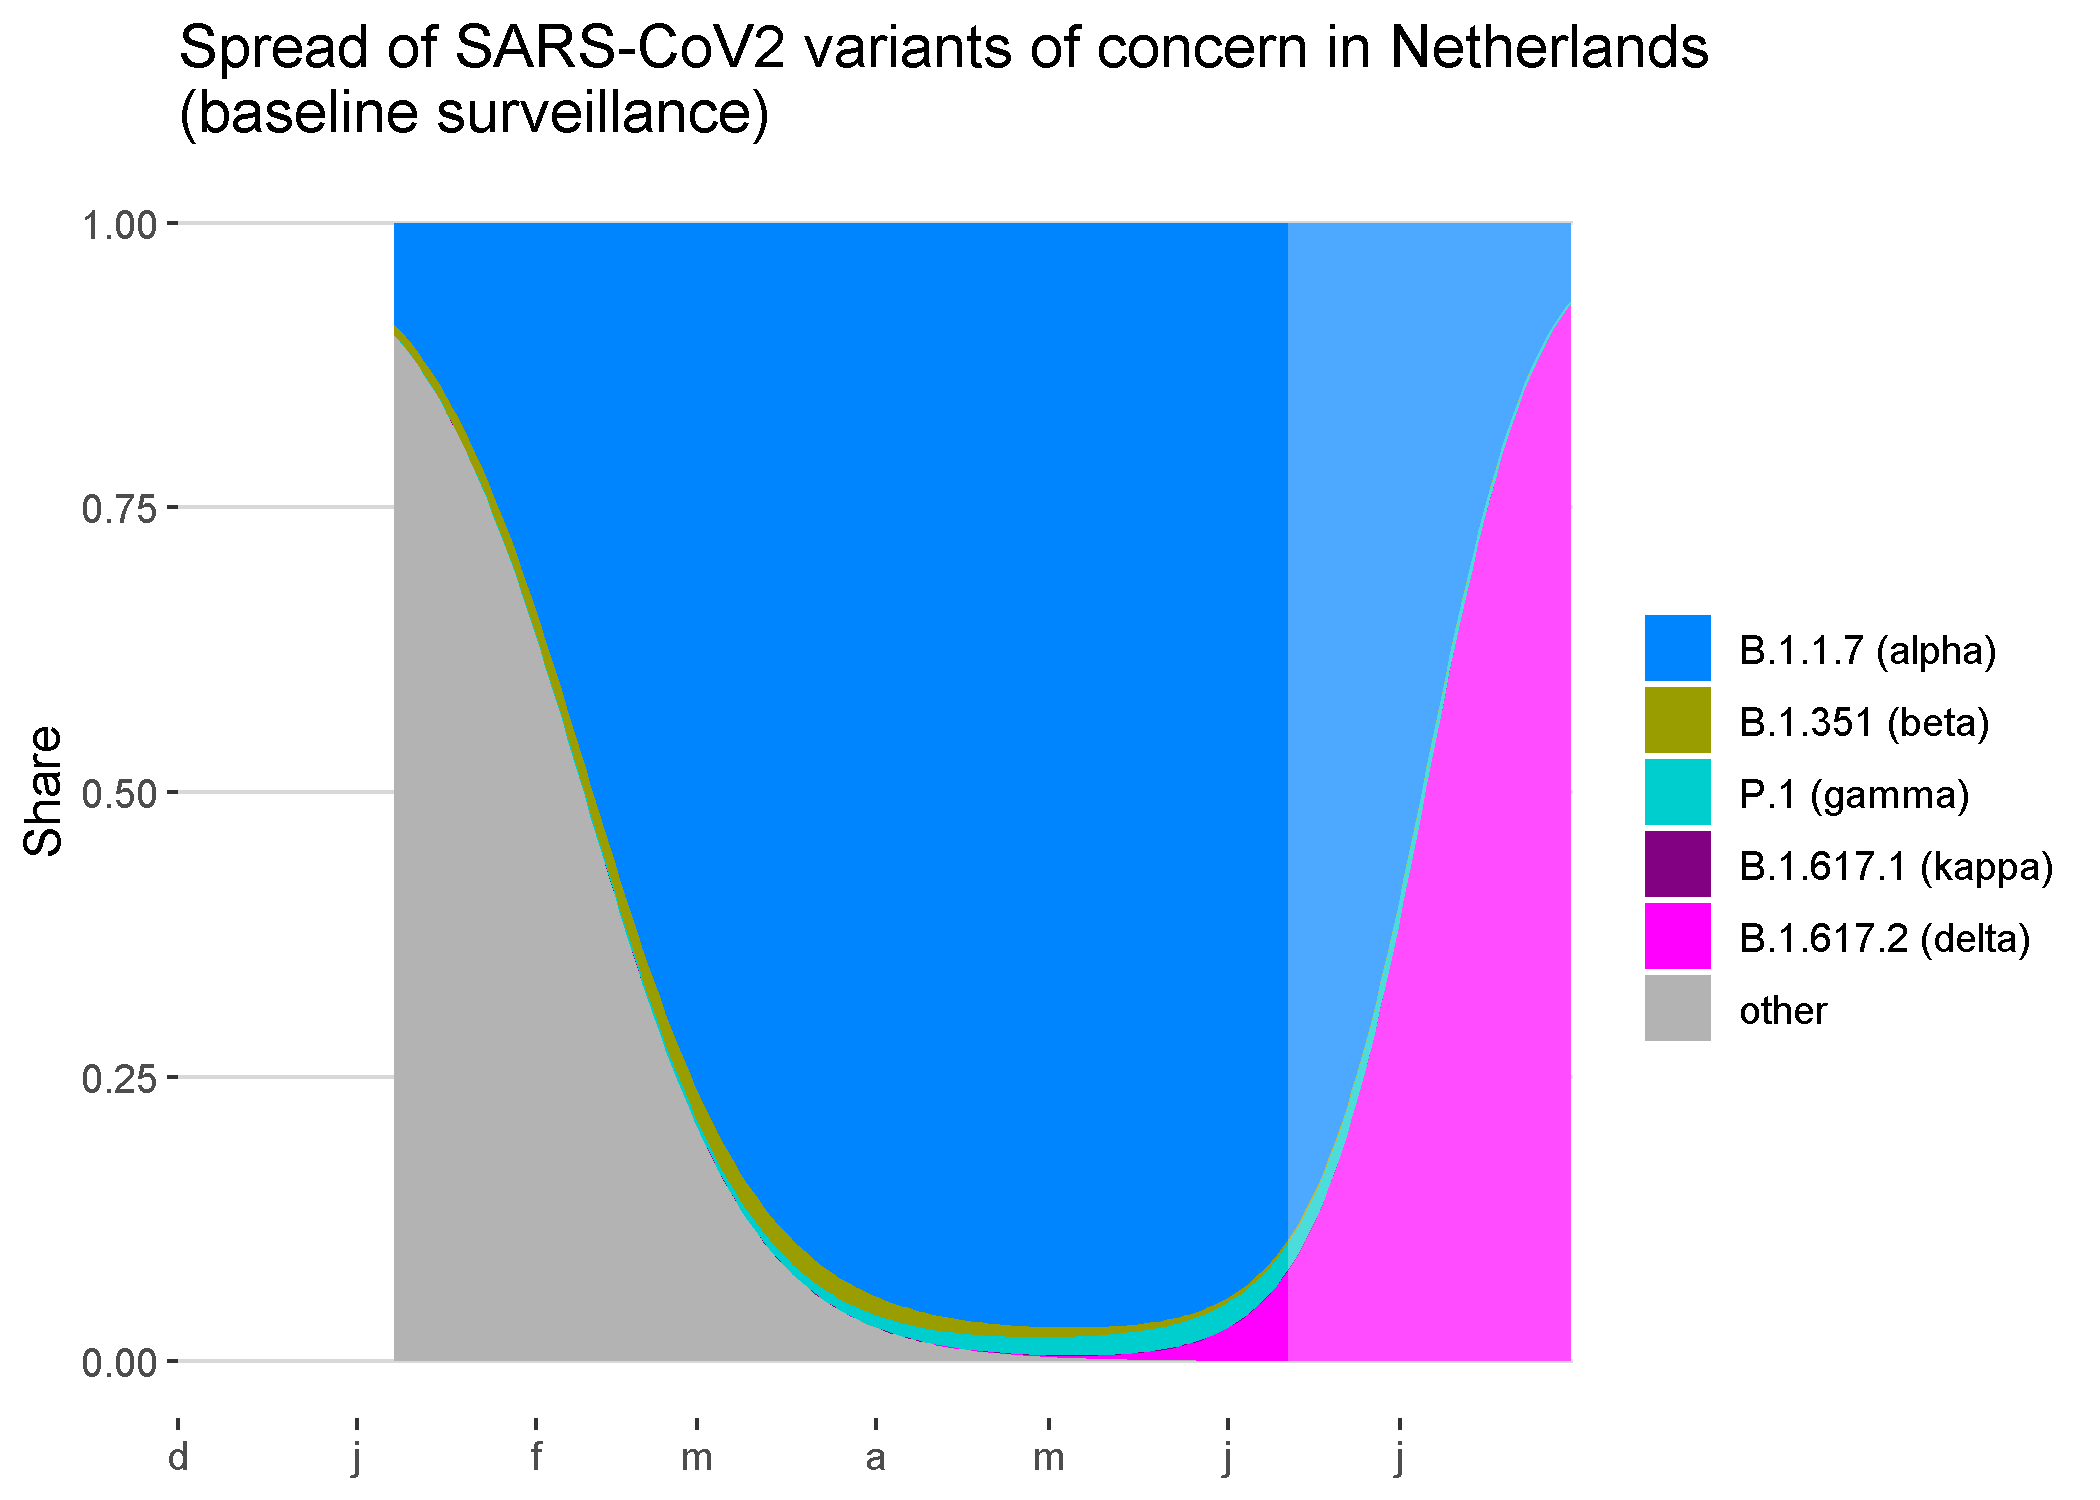 Spread of SARS-CoV2 variants of concern in Netherlands
(baseline surveillance)
1.00
0.75
0.50
0.25
0.00
Share
d j f m a m j j
B.1.1.7 (alpha)
B.1.351 (beta)
P.1 (gamma)
B.1.617.1 (kappa)
B.1.617.2 (delta)
other